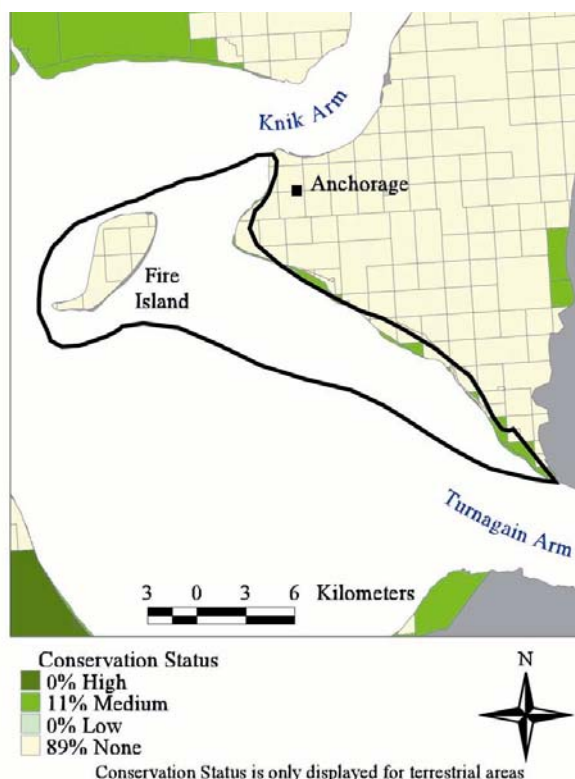 Knik Arm
Anchorage
Fire
Island
Turnagain Arm
3 0 3 6 Kilometers
Conservation Status
0% High
11% Medium
0% Low
89% None
N
Conservation Status is only displayed for terrestrial areas